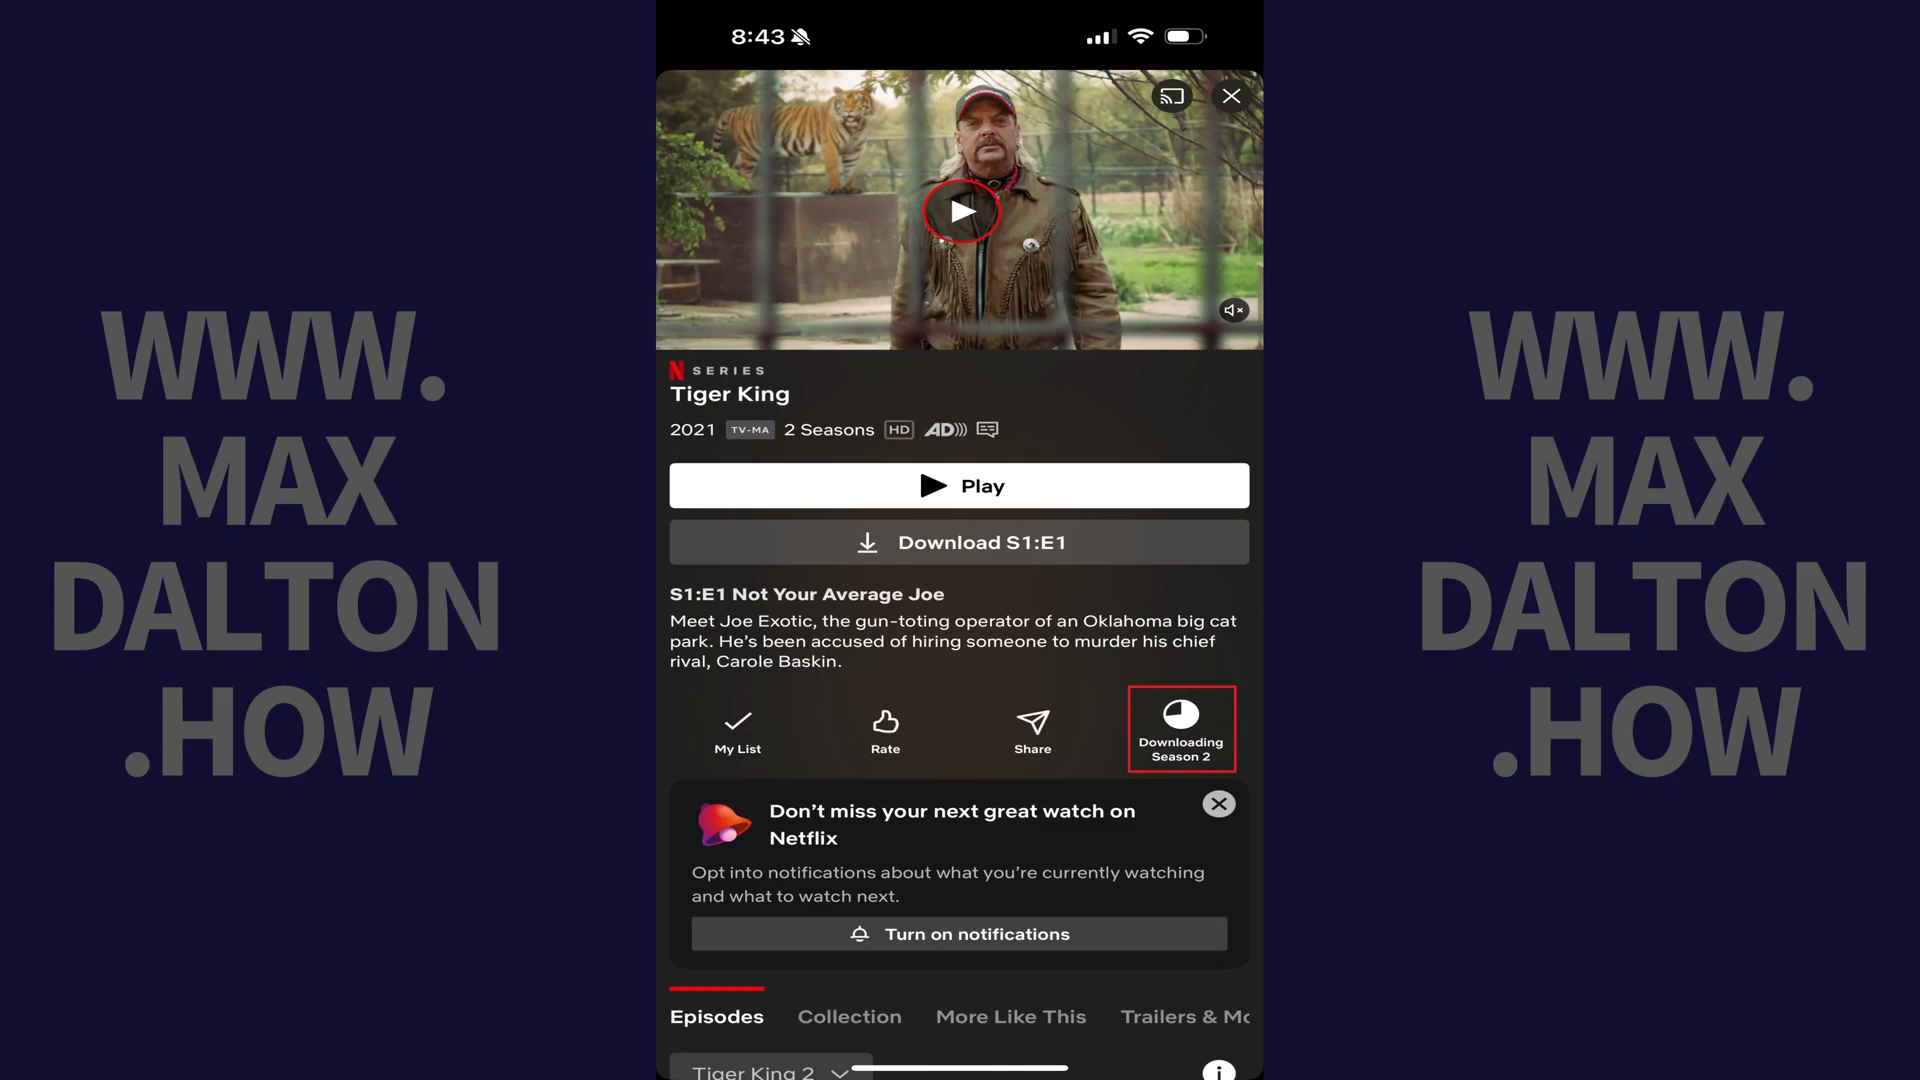 WWW.
MAX
DALTON
.HOW
8:43
N SERIES
Tiger King
2021 TV-MA 2 Seasons HD AD)))
Play
Download S1:E1
S1:E1 Not Your Average Joe
Meet Joe Exotic, the gun-toting operator of an Oklahoma big cat
park. He’s been accused of hiring someone to murder his chief
rival, Carole Baskin.
My List
Rate
Share
Downloading
Season 2
Don’t miss your next great watch on
Netflix
Opt into notifications about what you’re currently watching
and what to watch next.
Turn on notifications
Episodes Collection More Like This Trailers & Mo
Tiger King 2
WWW.
MAX
DALTON
.HOW